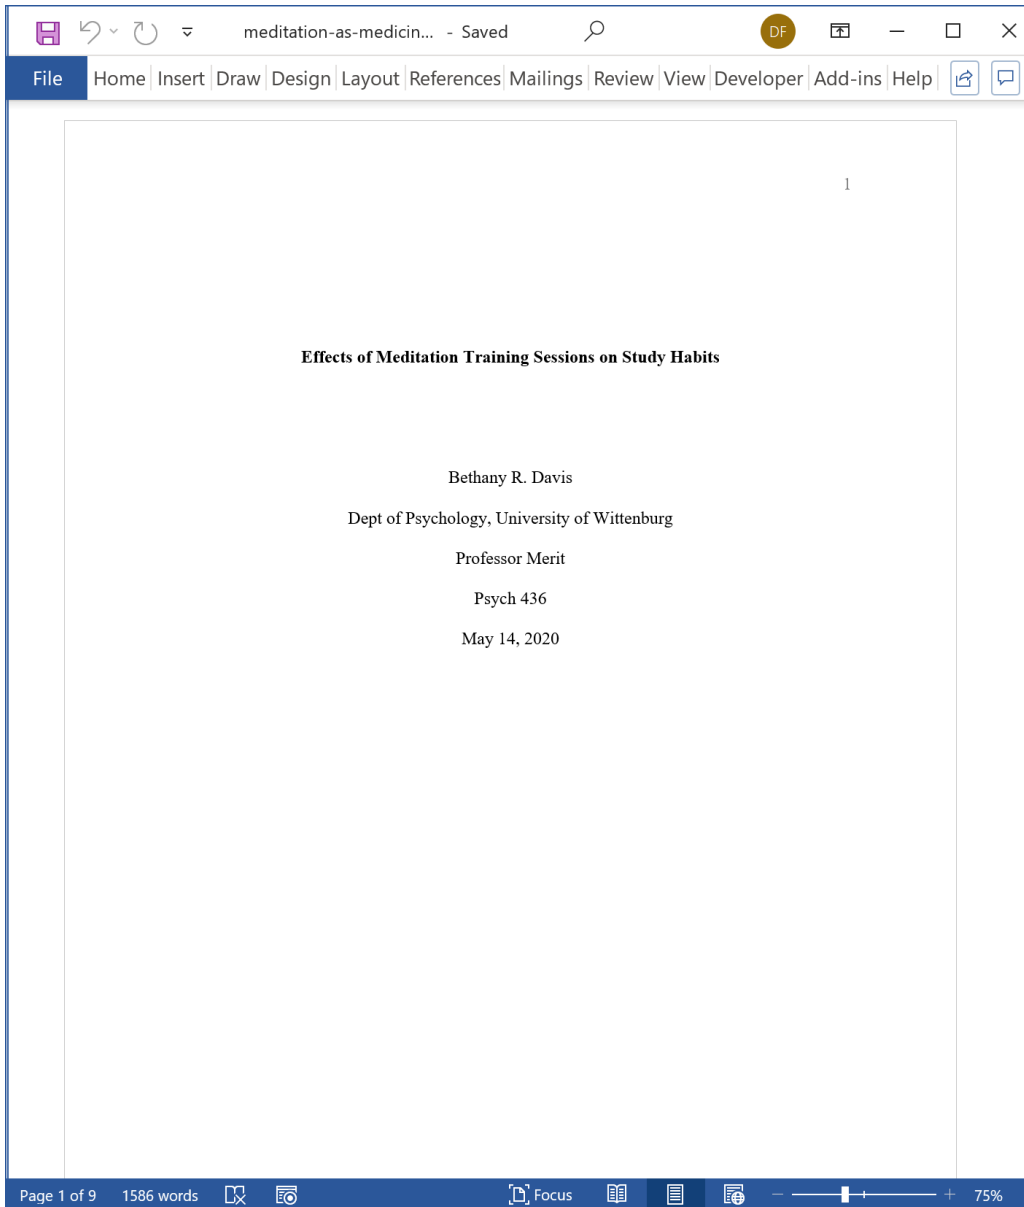 meditation-as-medicin... - Saved
DF
File Home Insert Draw Design Layout References Mailings Review View Developer Add-ins Help
1
Effects of Meditation Training Sessions on Study Habits
Bethany R. Davis
Dept of Psychology, University of Wittenburg
Professor Merit
Psych 436
May 14, 2020
Page 1 of 9 1586 words Focus 75%